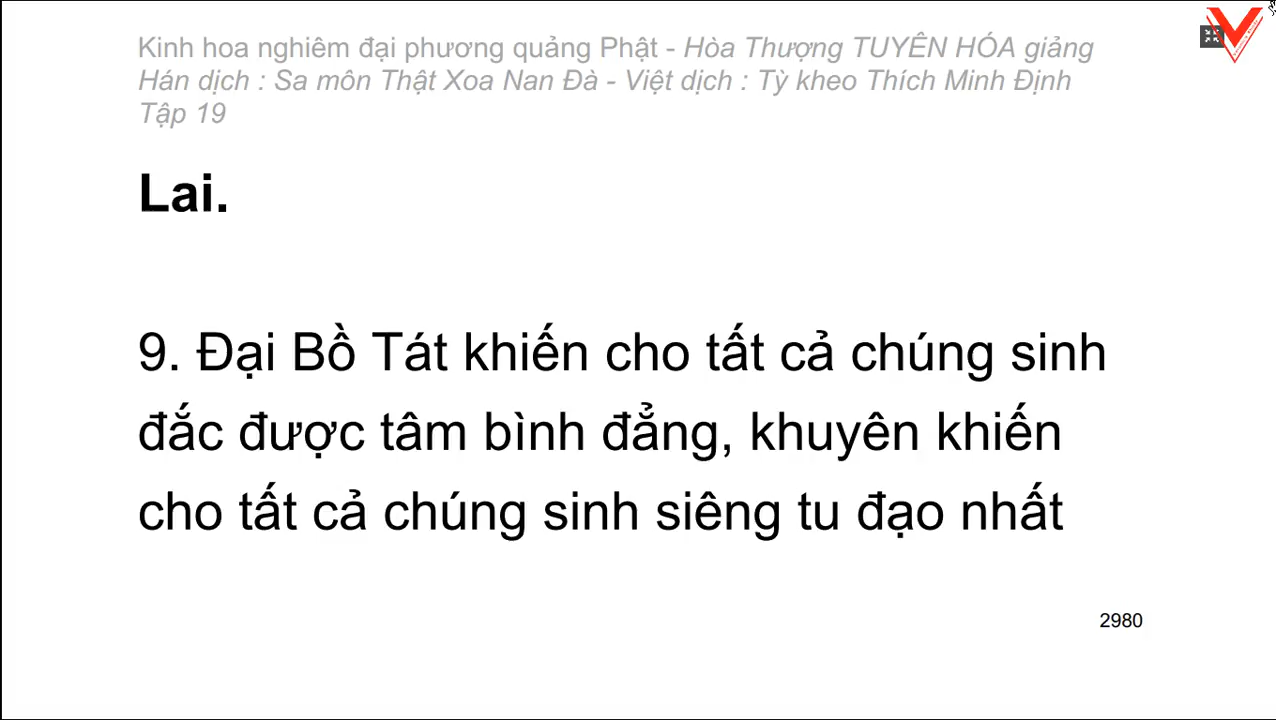 Kinh hoa nghiêm đại phương quảng Phật - Hòa Thượng TUYÊN HÓA giảng
Hán dịch : Sa môn Thật Xoa Nan Đà - Việt dịch : Tỳ kheo Thích Minh Định
Tập 19
Lai.
9. Đại Bồ Tát khiến cho tất cả chúng sinh
đắc được tâm bình đẳng, khuyên khiến
cho tất cả chúng sinh siêng tu đạo nhất
2980